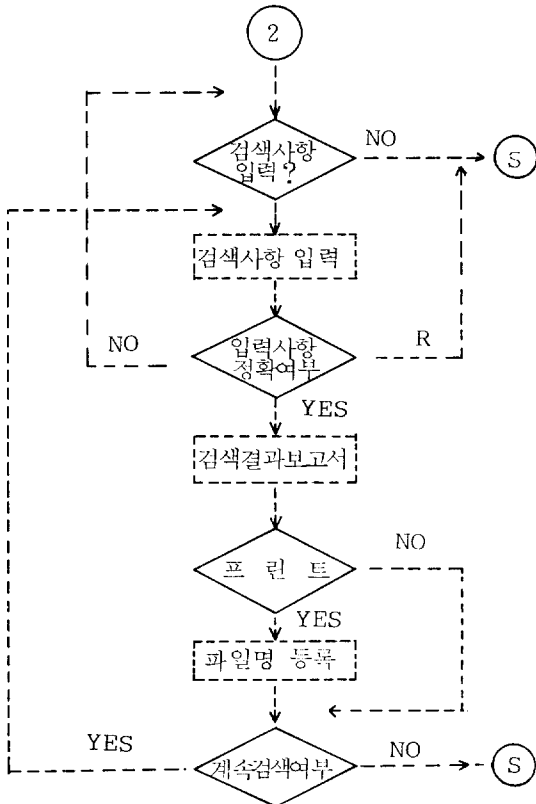 2
검색사항
입력?
NO
S
검색사항 입력
입력사항
정확여부
NO
R
YES
검색결과보고서
프 린 트
NO
YES
파일명 등록
계속검색여부
YES
NO
S